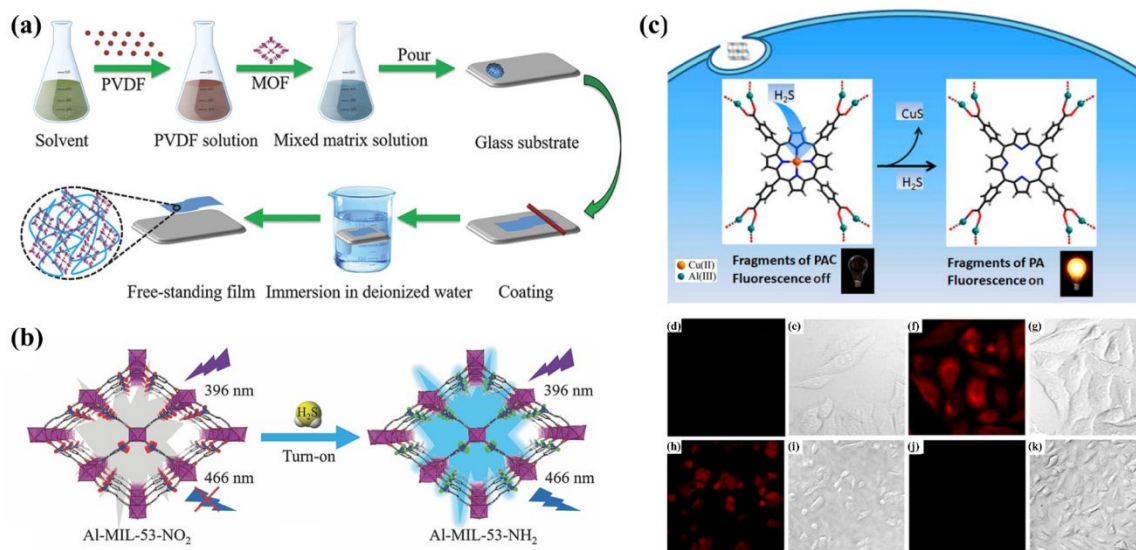 (a)
PVDF
MOF
Pour
Solvent
PVDF solution
Mixed matrix solution
Glass substrate
Free-standing film
Immersion in deionized water
Coating
(b)
396 nm
466 nm
H₂S
Turn-on
396 nm
466 nm
Al-MIL-53-NO₂
Al-MIL-53-NH₂
(c)
H₂S
CuS
H₂S
Cu(II)
Al(III)
Fragments of PAC
Fluorescence off
Fragments of PA
Fluorescence on
(d)
(e)
(f)
(g)
(h)
(i)
(j)
(k)